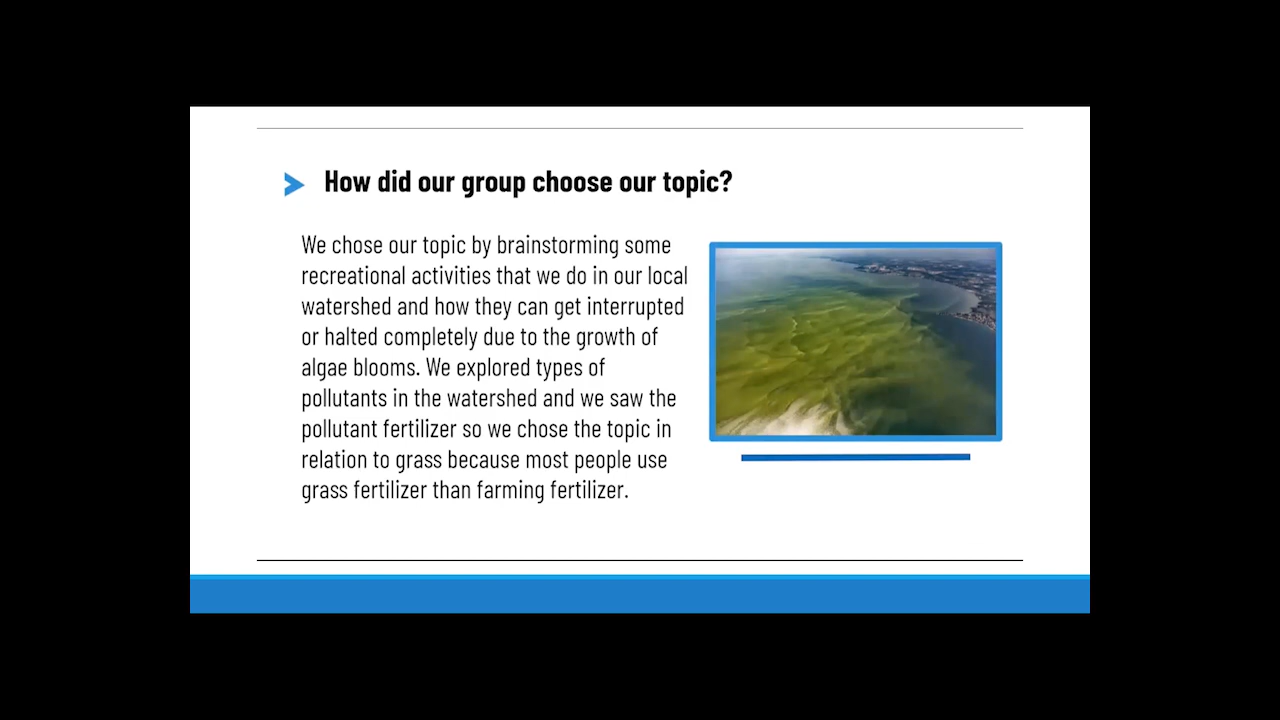 How did our group choose our topic?
We chose our topic by brainstorming some
recreational activities that we do in our local
watershed and how they can get interrupted
or halted completely due to the growth of
algae blooms. We explored types of
pollutants in the watershed and we saw the
pollutant fertilizer so we chose the topic in
relation to grass because most people use
grass fertilizer than farming fertilizer.